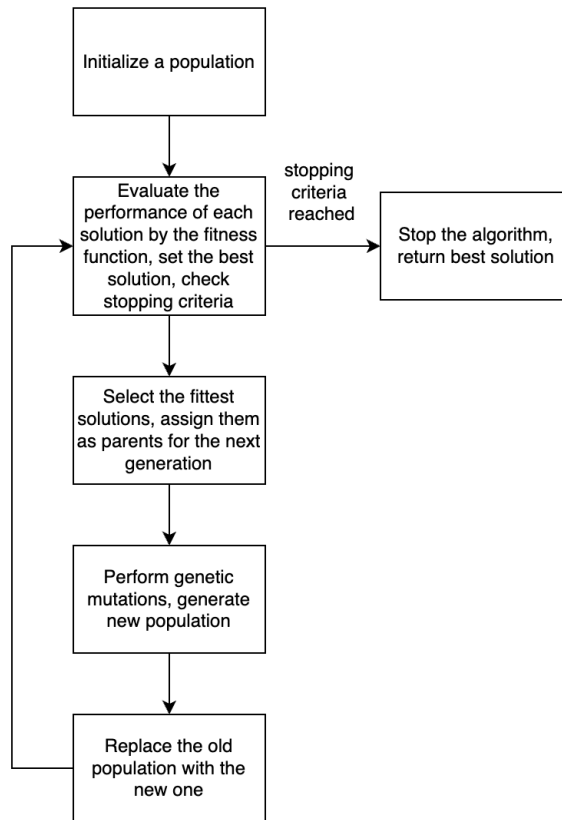 Initialize a population
Evaluate the
performance of each
solution by the fitness
function, set the best
solution, check
stopping criteria
stopping
criteria
reached
Stop the algorithm,
return best solution
Select the fittest
solutions, assign them
as parents for the next
generation
Perform genetic
mutations, generate
new population
Replace the old
population with the
new one